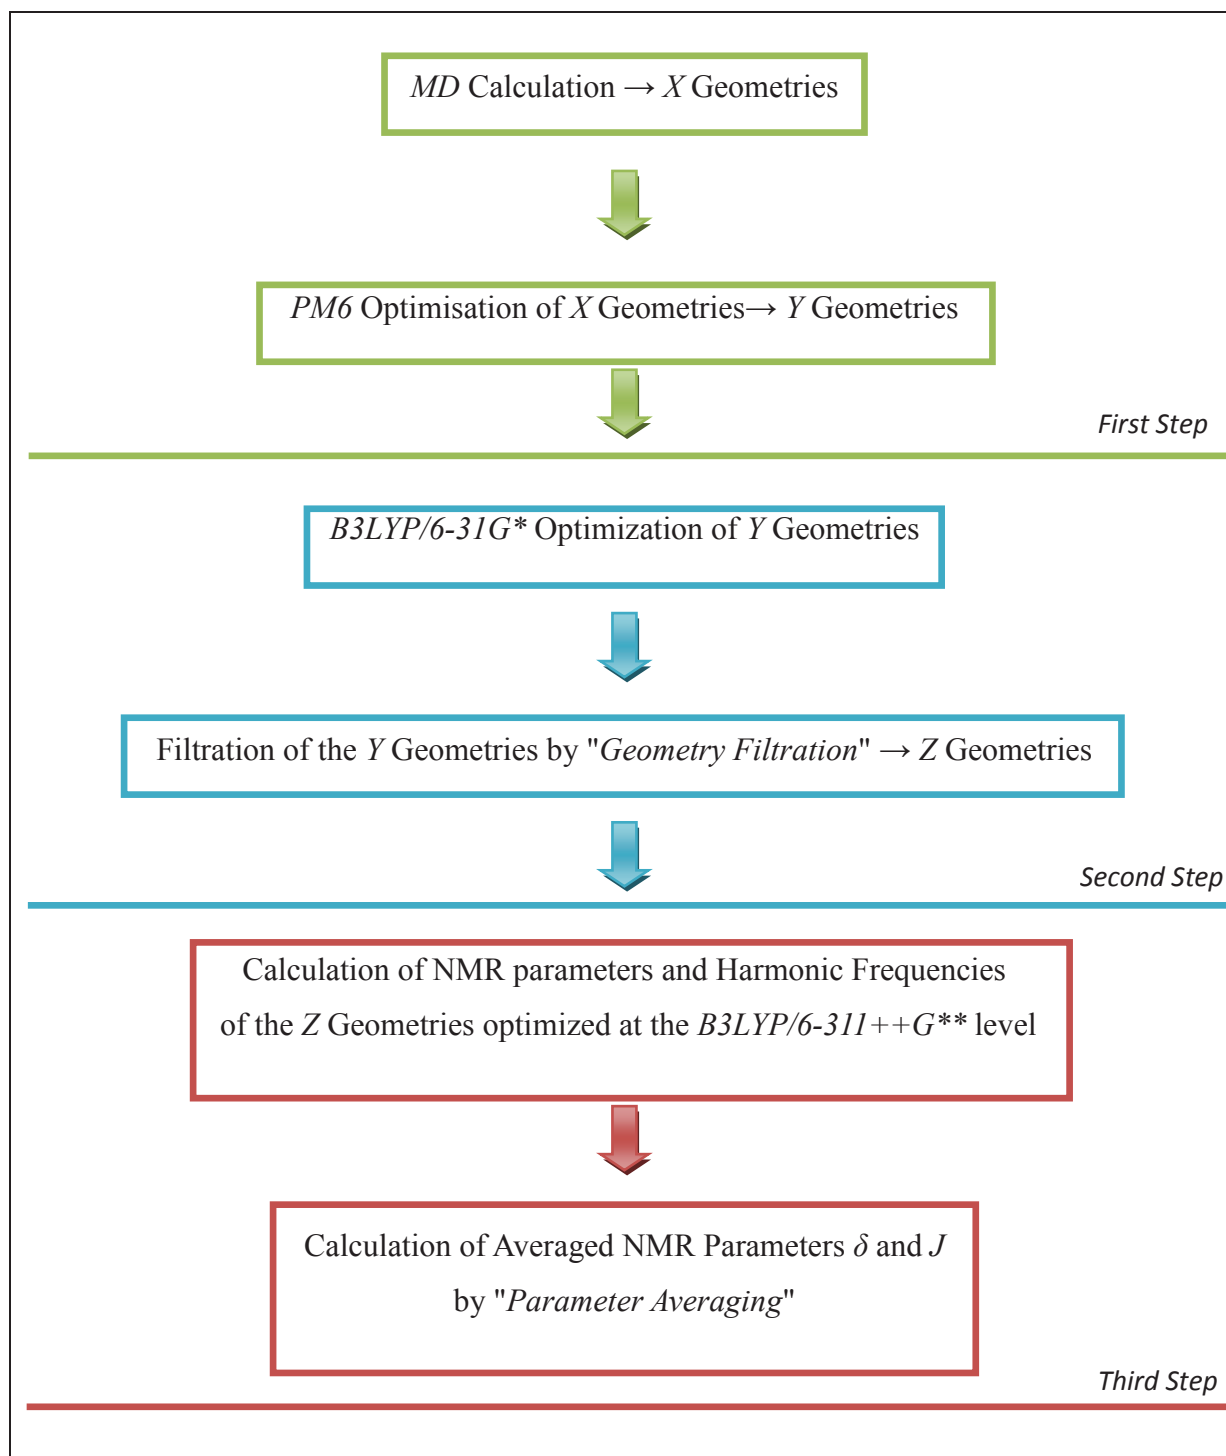 MD Calculation → X Geometries
PM6 Optimisation of X Geometries→ Y Geometries
First Step
B3LYP/6-31G* Optimization of Y Geometries
Filtration of the Y Geometries by "Geometry Filtration" → Z Geometries
Second Step
Calculation of NMR parameters and Harmonic Frequencies
of the Z Geometries optimized at the B3LYP/6-311++G** level
Calculation of Averaged NMR Parameters δ and J
by "Parameter Averaging"
Third Step